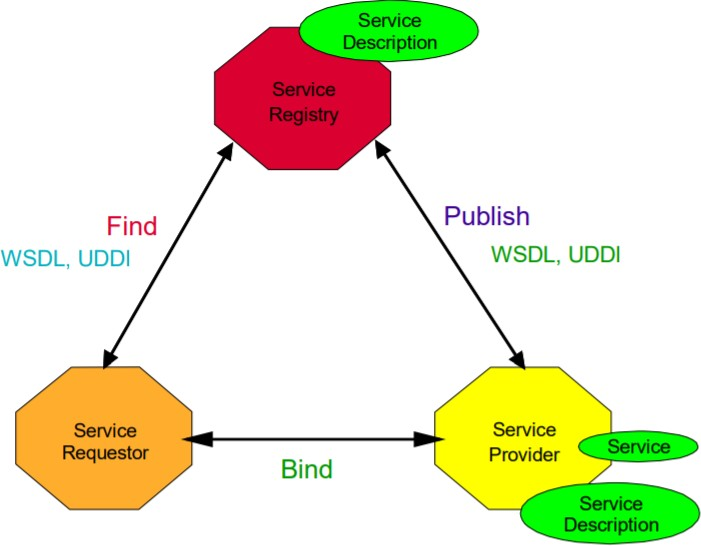 Service
Description
Service
Registry
Find
WSDL, UDDI
Publish
WSDL, UDDI
Service
Requestor
Bind
Service
Provider
Service
Service
Description